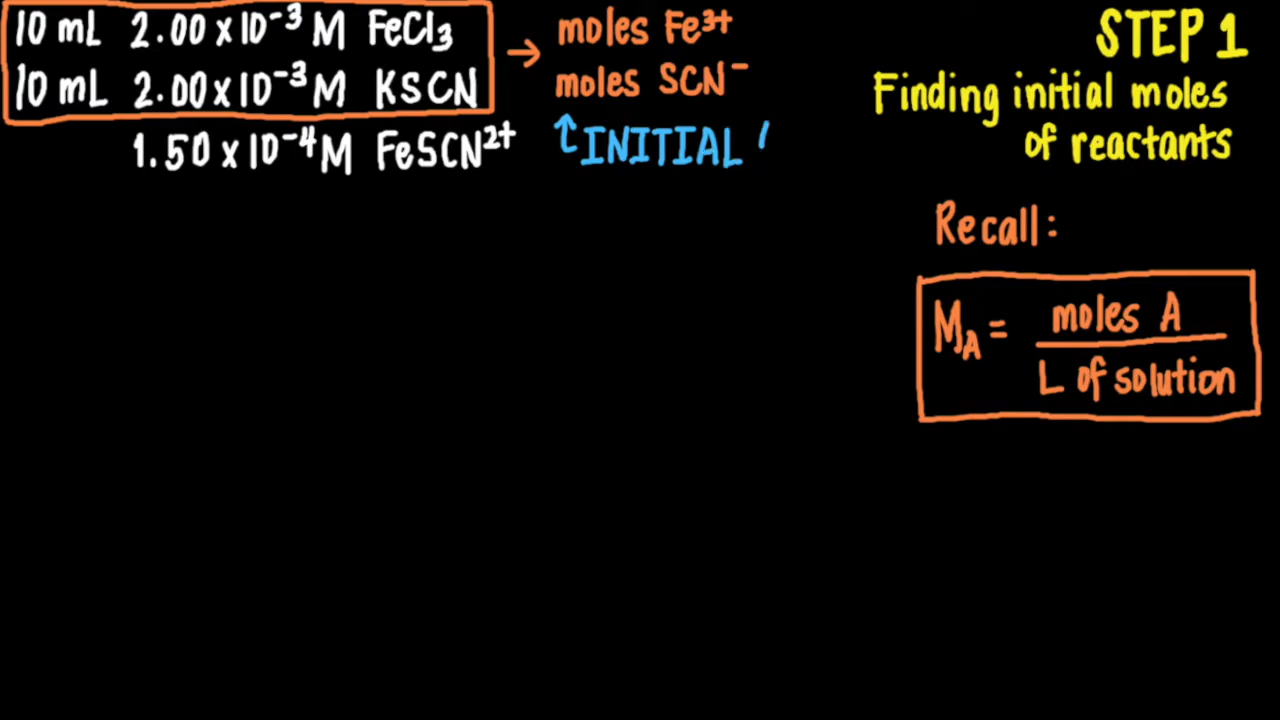 10 mL 2.00 x 10⁻³ M FeCl₃
10 mL 2.00 x 10⁻³ M KSCN
1.50 x 10⁻⁴ M FeSCN²⁺
→ moles Fe³⁺
moles SCN⁻
↑ INITIAL
STEP 1
Finding initial moles
of reactants
Recall:
M_A = moles A
L of solution